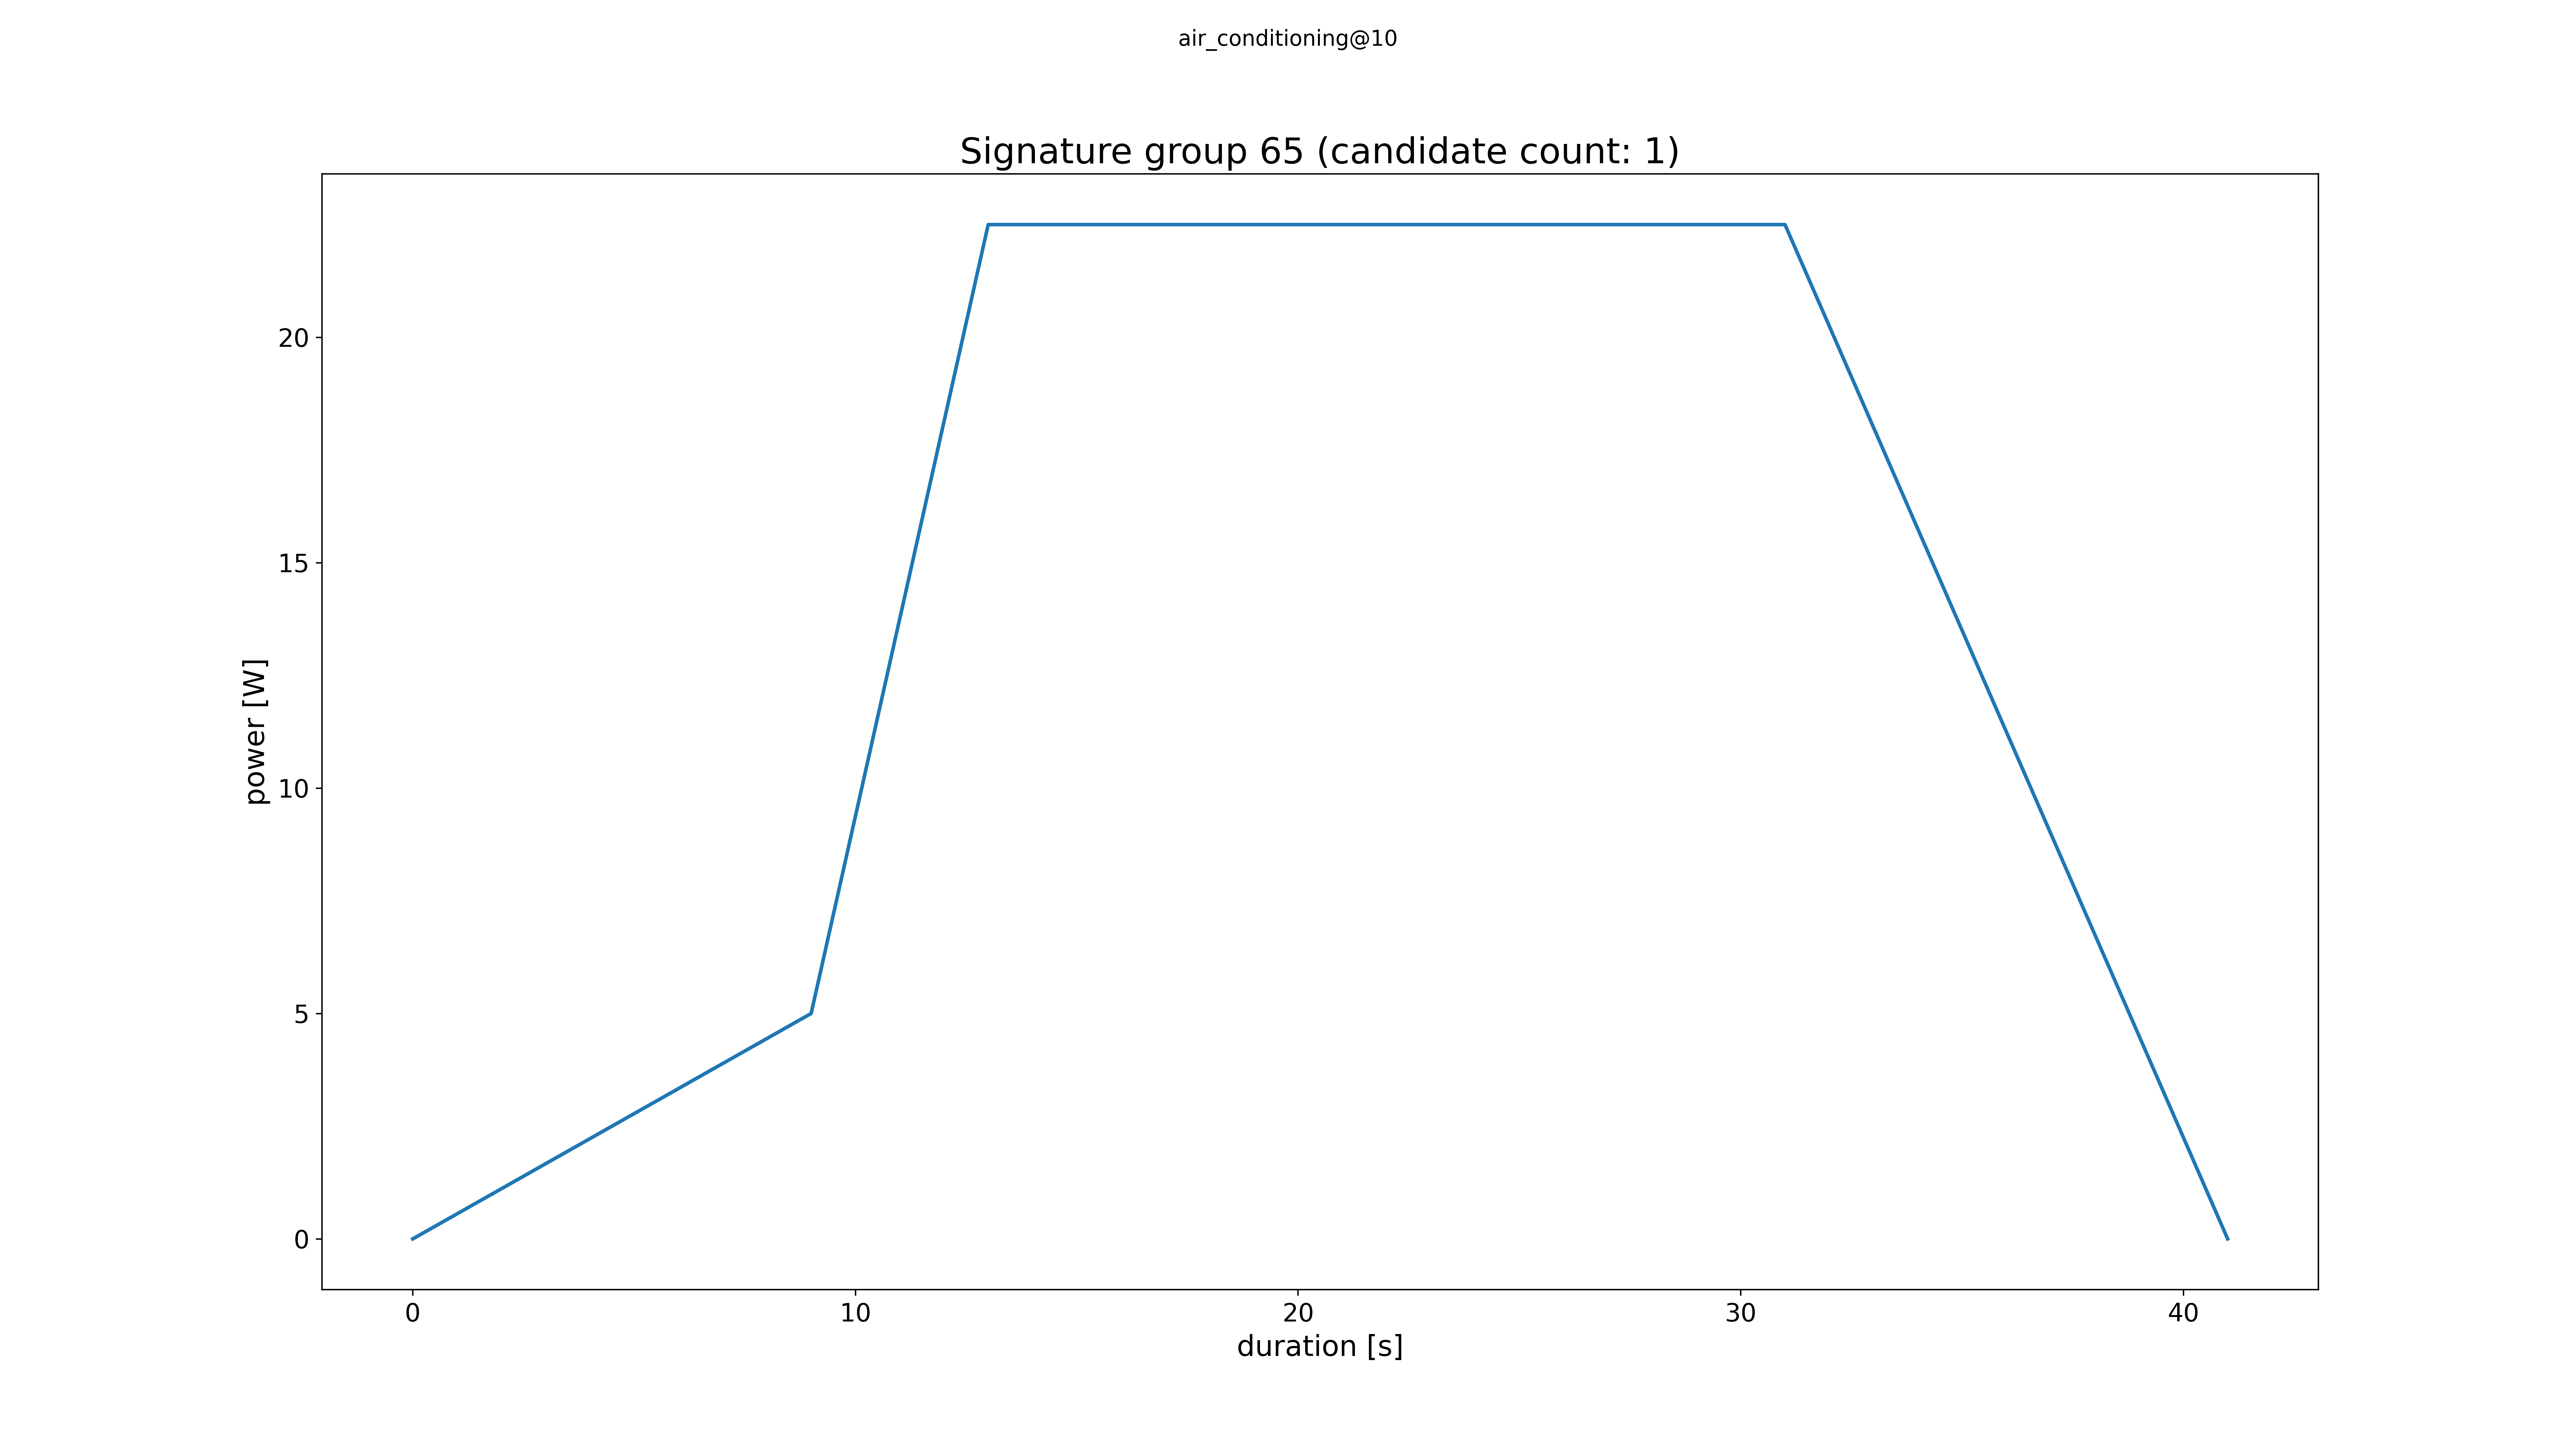 air_conditioning@10
Signature group 65 (candidate count: 1)
20
15
10
5
0
power [W]
0 10 20 30 40
duration [s]